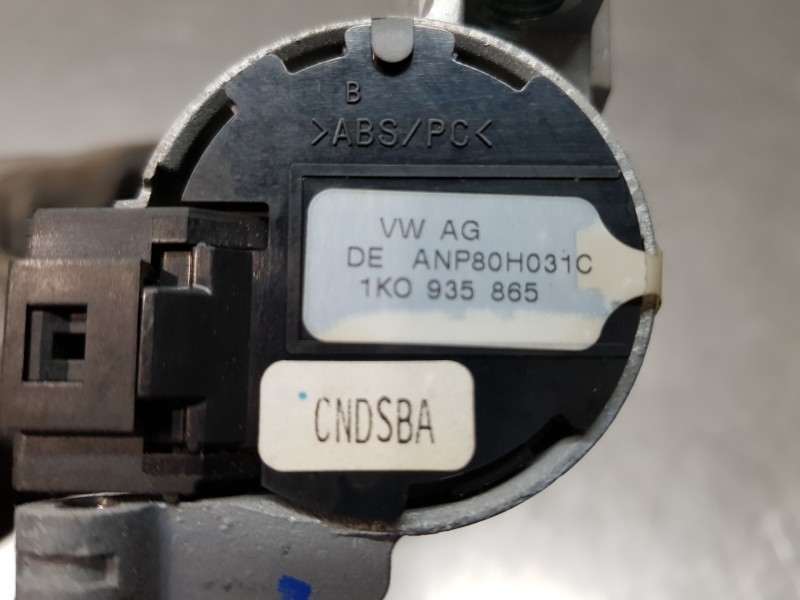 B
>ABS/PC<
VW AG
DE ANP80H031C
1K0 935 865
CNDSBA